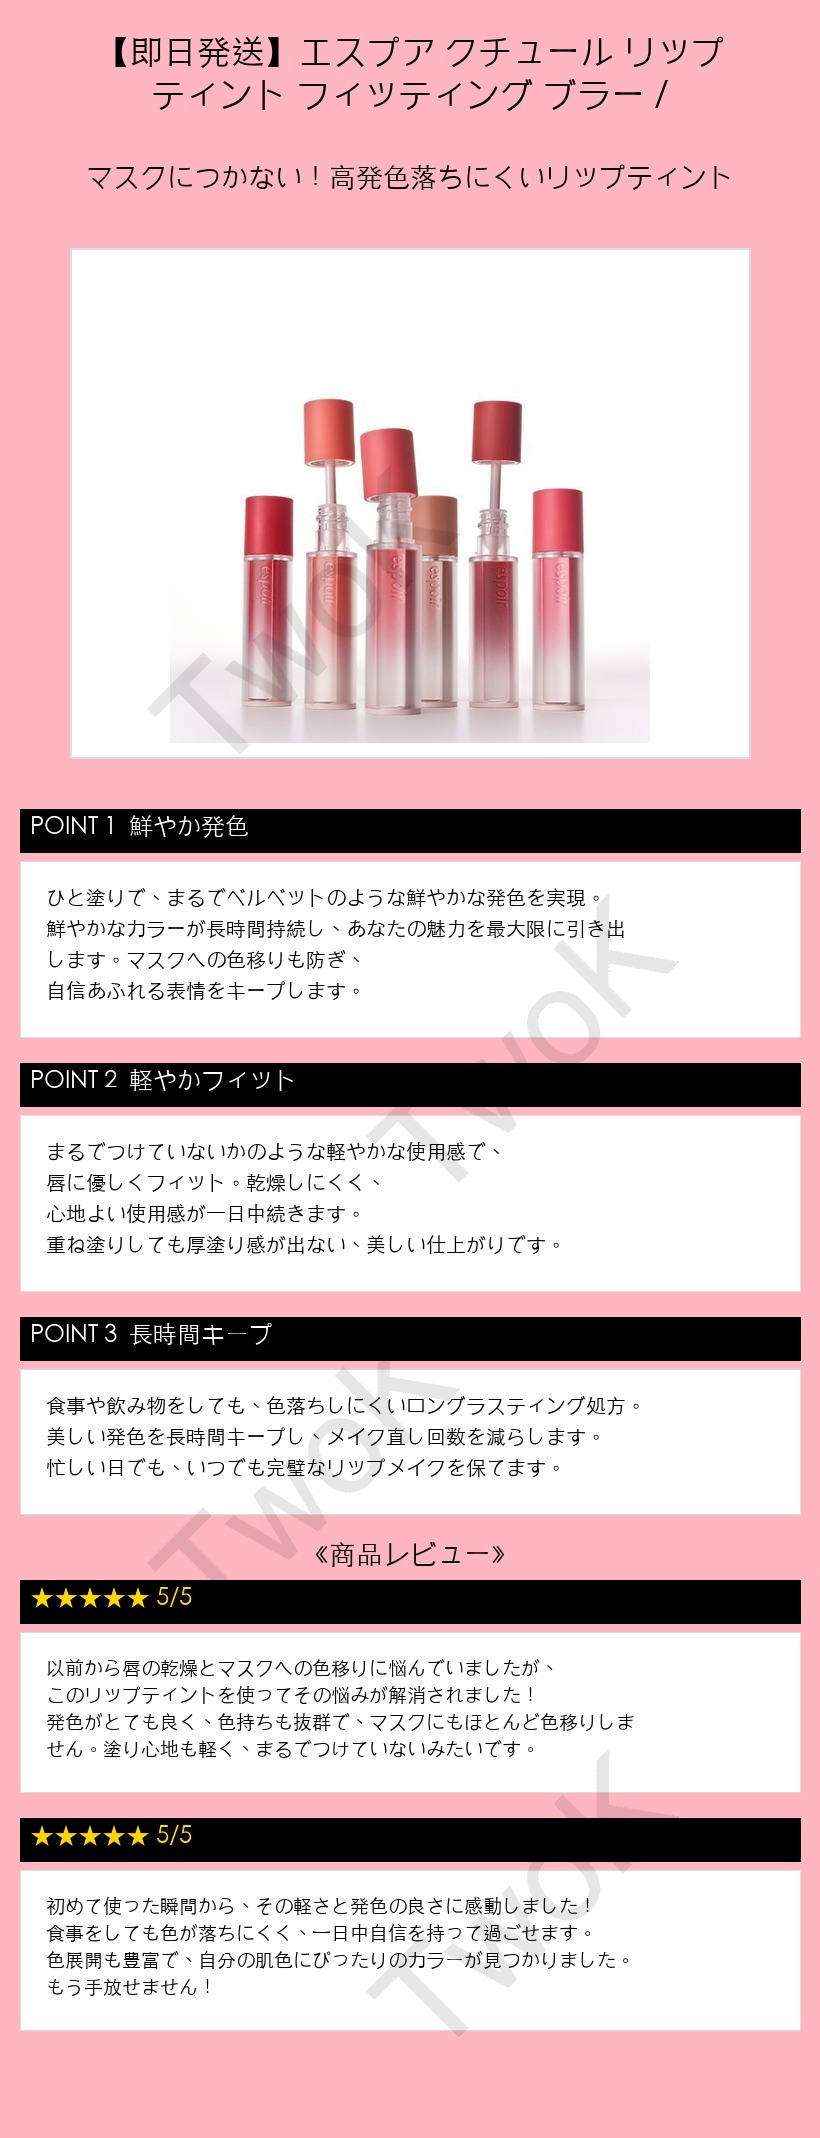 【即日発送】エスプア クチュール リップ
ティント フィッティング ブラー /
マスクにつかない！高発色落ちにくいリップティント
espoir
espoir
espoir
espoir
espoir
espoir
TwoK
POINT 1 鮮やか発色
ひと塗りで、まるでベルベットのような鮮やかな発色を実現。
鮮やかなカラーが長時間持続し、あなたの魅力を最大限に引き出
します。マスクへの色移りも防ぎ、
自信あふれる表情をキープします。
TwoK
POINT 2 軽やかフィット
まるでつけていないかのような軽やかな使用感で、
唇に優しくフィット。乾燥しにくく、
心地よい使用感が一日中続きます。
重ね塗りしても厚塗り感が出ない、美しい仕上がりです。
POINT 3 長時間キープ
食事や飲み物をしても、色落ちしにくいロングラスティング処方。
美しい発色を長時間キープし、メイク直し回数を減らします。
忙しい日でも、いつでも完璧なリップメイクを保てます。
TwoK
《商品レビュー》
★★★★★ 5/5
以前から唇の乾燥とマスクへの色移りに悩んでいましたが、
このリップティントを使ってその悩みが解消されました！
発色がとても良く、色持ちも抜群で、マスクにもほとんど色移りしま
せん。塗り心地も軽く、まるでつけていないみたいです。
★★★★★ 5/5
初めて使った瞬間から、その軽さと発色の良さに感動しました！
食事をしても色が落ちにくく、一日中自信を持って過ごせます。
色展開も豊富で、自分の肌色にぴったりのカラーが見つかりました。
もう手放せません！
TwoK